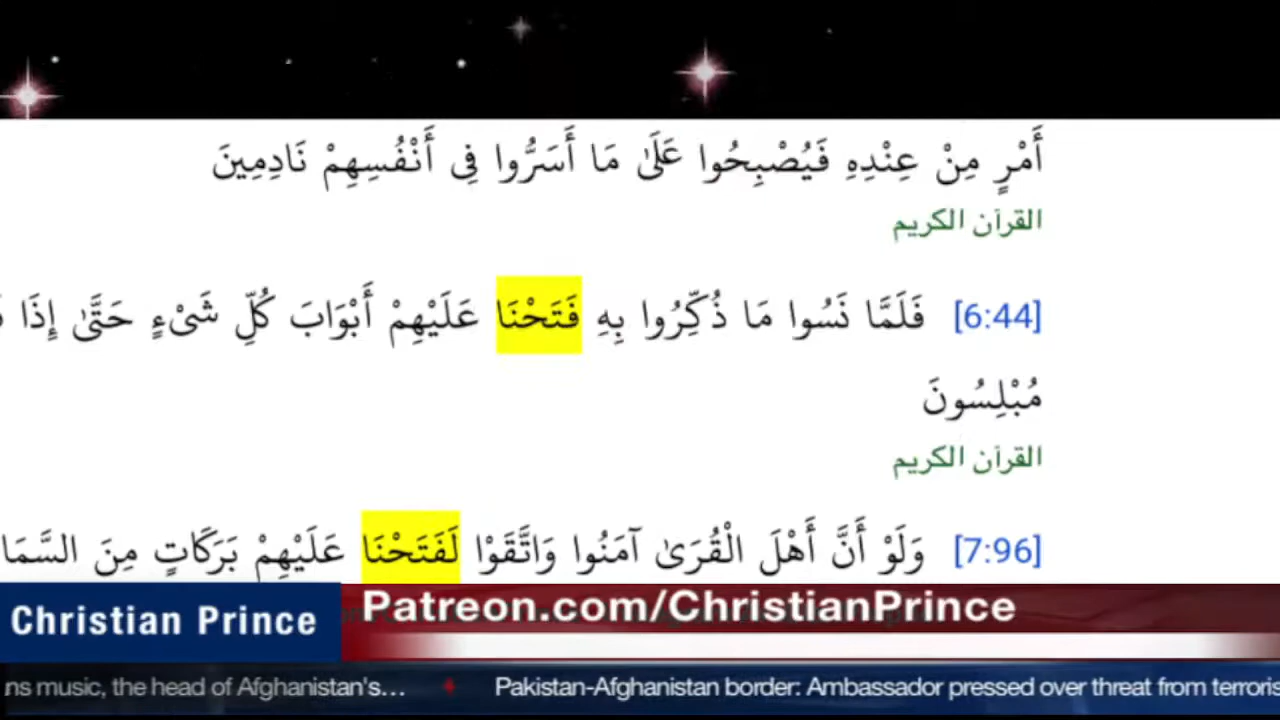 أَمْرٍ مِنْ عِنْدِهِ فَيُصْبِحُوا عَلَىٰ مَا أَسَرُّوا فِي أَنْفُسِهِمْ نَادِمِينَ
القرآن الكريم
[6:44] فَلَمَّا نَسُوا مَا ذُكِّرُوا بِهِ فَتَحْنَا عَلَيْهِمْ أَبْوَابَ كُلِّ شَيْءٍ حَتَّىٰ إِذَا
مُبْلِسُونَ
القرآن الكريم
[7:96] وَلَوْ أَنَّ أَهْلَ الْقُرَىٰ آمَنُوا وَاتَّقَوْا لَفَتَحْنَا عَلَيْهِمْ بَرَكَاتٍ مِنَ السَّمَا
Patreon.com/ChristianPrince
Christian Prince
ns music, the head of Afghanistan's... Pakistan-Afghanistan border: Ambassador pressed over threat from terroris